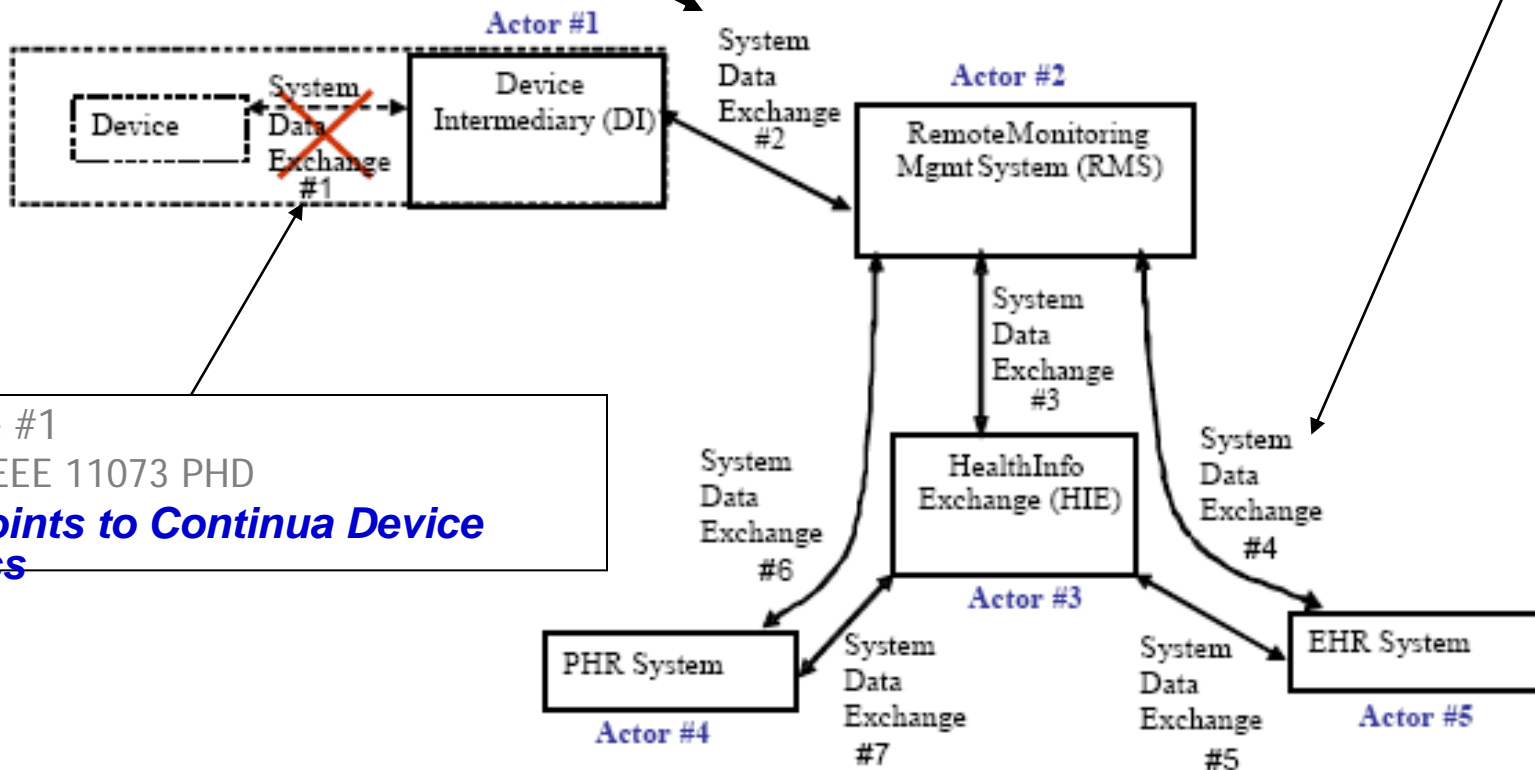 Actor #1
Device
System
Data
Exchange
#1
Device
Intermediary (DI)
System
Data
Exchange
#2
Actor #2
RemoteMonitoring
MgmtSystem (RMS)
System
Data
Exchange
#3
#1
EEE 11073 PHD
oints to Continua Device
cs
System
Data
Exchange
#6
HealthInfo
Exchange (HIE)
Actor #3
System
Data
Exchange
#4
PHR System
Actor #4
System
Data
Exchange
#7
System
Data
Exchange
#5
EHR System
Actor #5